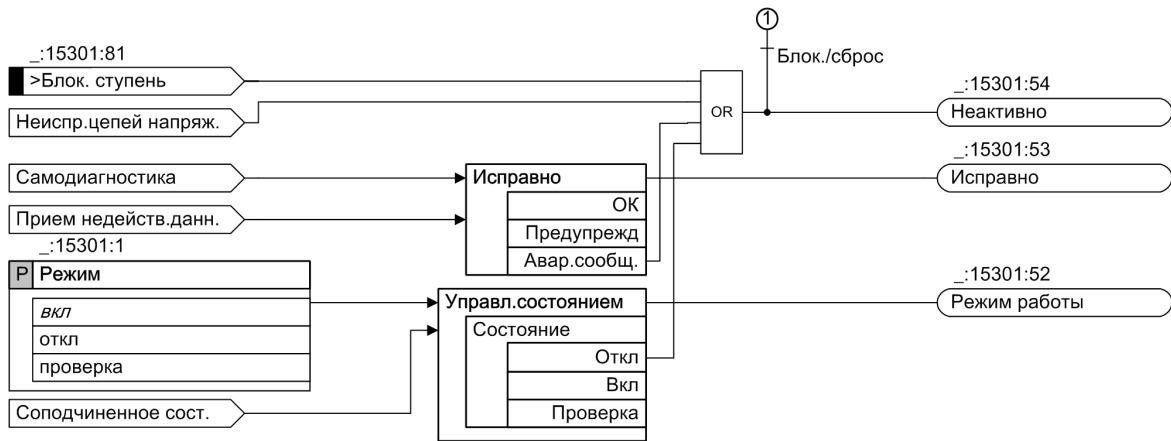 1
Блок./сброс
_:15301:81
>Блок. ступень
Неиспр.цепей напряж.
OR
_:15301:54
Неактивно
_:15301:53
Исправно
Самодиагностика
Прием недейств.данн.
Исправно
ОК
Предупрежд
Авар.сообщ.
_:15301:1
P Режим
вкл
откл
проверка
Соподчиненное сост.
Управл.состоянием
Состояние
Откл
Вкл
Проверка
_:15301:52
Режим работы